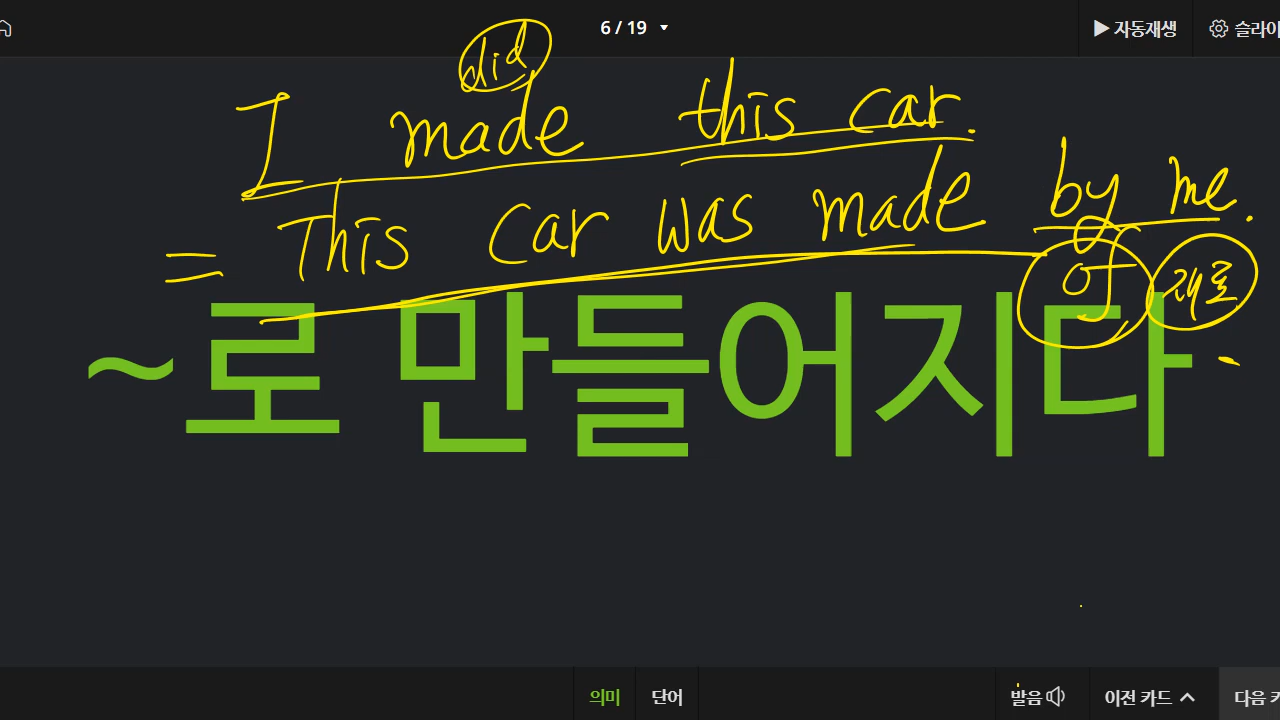 6 / 19
자동재생
슬라이
did
I made this car.
= This car was made by me.
of 재료
~로 만들어지다
의미
단어
발음
이전 카드
다음 카